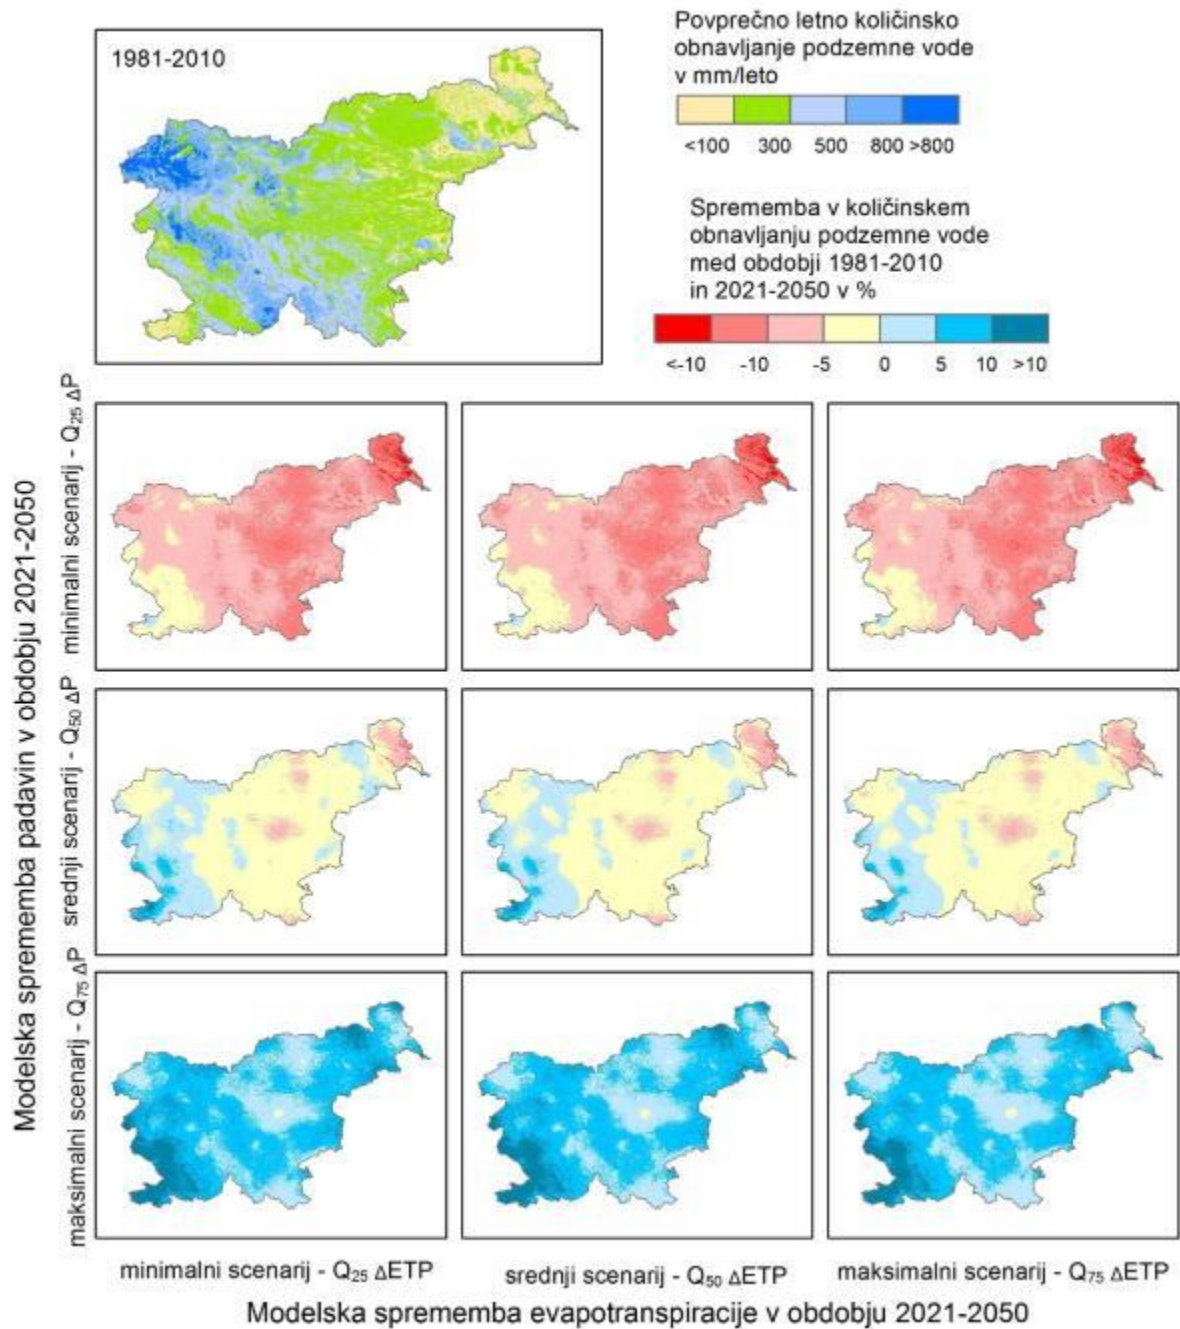 1981-2010
Povprečno letno količinsko
obnavljanje podzemne vode
v mm/leto
<100 300 500 800 >800
Sprememba v količinskem
obnavljanju podzemne vode
med obdobji 1981-2010
in 2021-2050 v %
<-10 -10 -5 0 5 10 >10
Modelska sprememba padavin v obdobju 2021-2050
minimalni scenarij - Q25 ΔP
srednji scenarij - Q50 ΔP
maksimalni scenarij - Q75 ΔP
minimalni scenarij - Q25 ΔETP
srednji scenarij - Q50 ΔETP
maksimalni scenarij - Q75 ΔETP
Modelska sprememba evapotranspiracije v obdobju 2021-2050